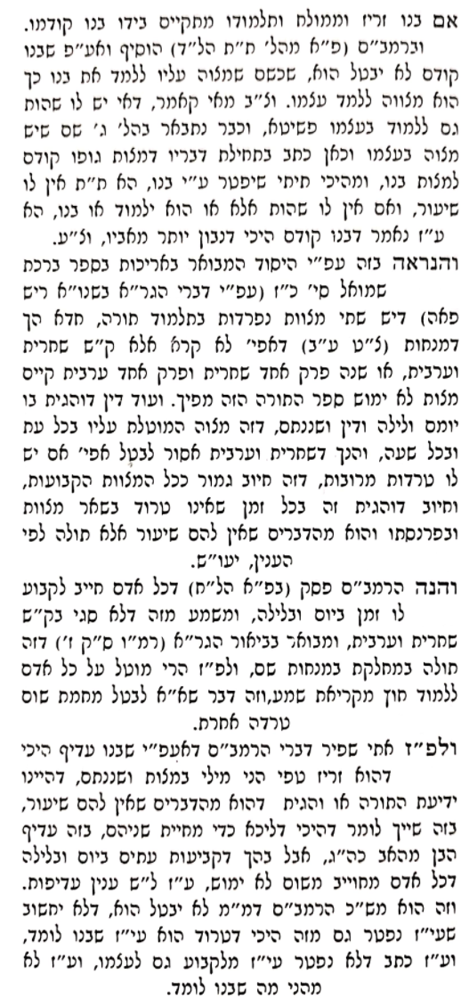 אם בנו זריז וממולח ותלמודו מתקיים בידו בנו קודמו.
וברמב״ם (פ״א מהל׳ ת״ת הל״ד) הוסיף ואע״פ שבנו
קודם לא יבטל הוא, שכשם שמצוה עליו ללמד את בנו כך
הוא מצווה ללמד עצמו. וצ״ב מאי קאמר, דאי יש לו שהות
גם ללמוד בעצמו פשיטא, וכבר נתבאר בהל׳ ג׳ שם שיש
מצוה בעצמו וכאן כתב בתחילת דבריו דמצות גופו קודם
למצות בנו, ומהיכי תיתי שיפטר ע״י בנו, הא ת״ת אין לו
שיעור, ואם אין לו שהות אלא או הוא ילמוד או בנו, הא
ע״ז נאמר דבנו קודם היכי דנבון יותר מאביו, וצ״ע.
והנראה בזה עפ״י היסוד המבואר באריכות בספר ברכת
שמואל סי׳ כ״ז (עפ״י דברי הגר״א בשנו״א ריש
פאה) דיש שתי מצוות נפרדות בתלמוד תורה, חדא הך
דמנחות (צ״ט ע״ב) דאפי׳ לא קרא אלא ק״ש שחרית
וערבית, או שנה פרק אחד שחרית ופרק אחד ערבית קיים
מצות לא ימוש ספר התורה הזה מפיך. ועוד דין דוהגית בו
יומם ולילה ודין ושננתם, דזה מצוה המוטלת עליו בכל עת
ובכל שעה, והנך דשחרית וערבית אסור לבטל אפי׳ אם יש
לו טרדות מרובות, דזה חיוב גמור ככל המצוות הקבועות,
וחיוב דוהגית זה בכל זמן שאינו טרוד בשאר מצוות
ובפרנסתו והוא מהדברים שאין להם שיעור אלא תולה לפי
הענין, יעו״ש.
והנה הרמב״ם פסק (בפ״א הל״ח) דכל אדם חייב לקבוע
לו זמן ביום ובלילה, ומשמע מזה דלא סגי בק״ש
שחרית וערבית, ומבואר בביאור הגר״א (רמ״ו ס״ק ז׳) דזה
תולה במחלקת במנחות שם, ולפ״ז הרי מוטל על כל אדם
ללמוד חוץ מקריאת שמע,וזה דבר שא״א לבטל מחמת שום
טרדה אחרת.
ולפ״ז אתי שפיר דברי הרמב״ם דאעפ״י שבנו עדיף היכי
דהוא זריז טפי הני מילי במצות ושננתם, דהיינו
ידיעת התורה או והגית דהוא מהדברים שאין להם שיעור,
בזה שייך לומר דהיכי דליכא כדי מחיית שניהם, בזה עדיף
הבן מהאב כה״ג, אבל בהך דקביעות עתים ביום ובלילה
דכל אדם מחוייב משום לא ימוש, ע״ז ל״ש ענין עדיפות.
וזה הוא מש״כ הרמב״ם דמ״מ לא יבטל הוא, דלא יחשוב
שעי״ז נפטר גם מזה היכי דטרוד הוא עי״ז שבנו לומד,
וע״ז כתב דלא נפטר עי״ז מלקבוע גם לעצמו, וע״ז לא
מהני מה שבנו לומד.